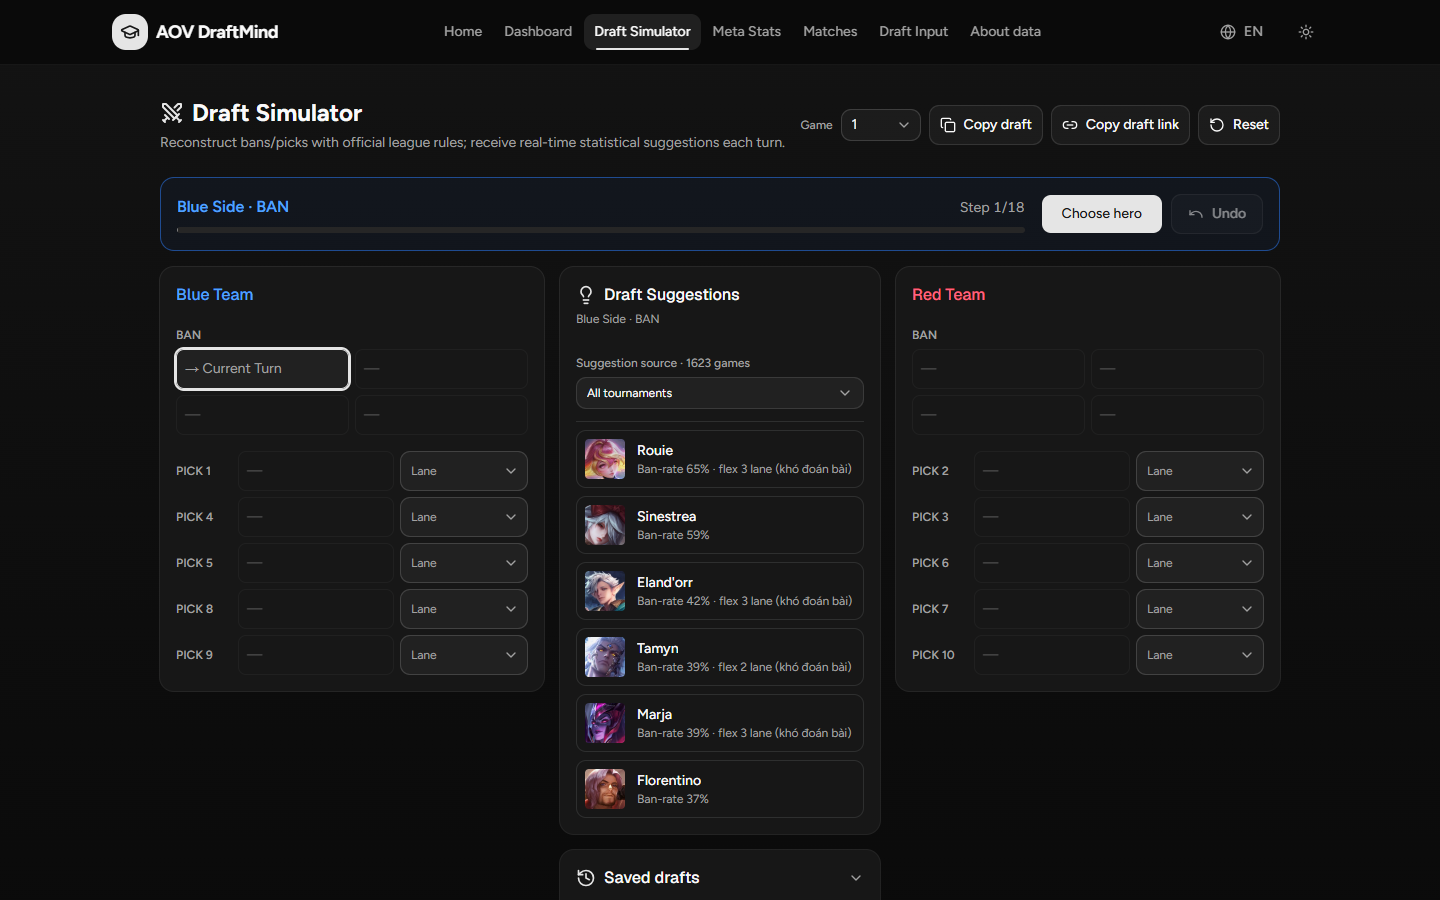 AOV DraftMind
Home
Dashboard
Draft Simulator
Meta Stats
Matches
Draft Input
About data
EN
Draft Simulator
Reconstruct bans/picks with official league rules; receive real-time statistical suggestions each turn.
Game
1
Copy draft
Copy draft link
Reset
Blue Side · BAN
Step 1/18
Choose hero
Undo
Blue Team
BAN
→ Current Turn
—
—
—
PICK 1
—
Lane
PICK 4
—
Lane
PICK 5
—
Lane
PICK 8
—
Lane
PICK 9
—
Lane
Draft Suggestions
Blue Side · BAN
Suggestion source · 1623 games
All tournaments
Rouie
Ban-rate 65% · flex 3 lane (khó đoán bài)
Sinestrea
Ban-rate 59%
Eland'orr
Ban-rate 42% · flex 3 lane (khó đoán bài)
Tamyn
Ban-rate 39% · flex 2 lane (khó đoán bài)
Marja
Ban-rate 39% · flex 3 lane (khó đoán bài)
Florentino
Ban-rate 37%
Saved drafts
Red Team
BAN
—
—
—
—
PICK 2
—
Lane
PICK 3
—
Lane
PICK 6
—
Lane
PICK 7
—
Lane
PICK 10
—
Lane